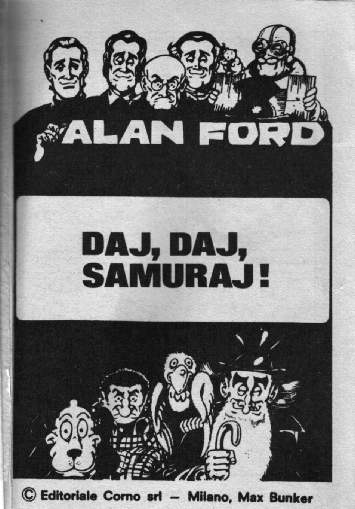 ALAN FORD
DAJ, DAJ,
SAMURAJ!
© Editoriale Corno srl – Milano, Max Bunker